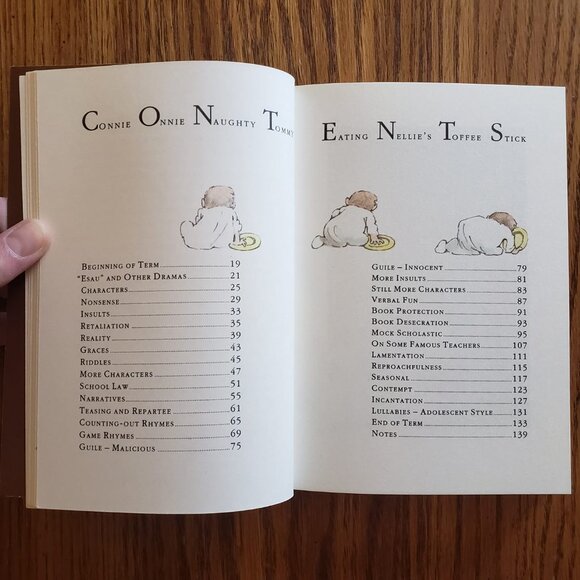 Connie Onnie Naughty Tommy
Beginning of Term 19
"Esau" and Other Dramas 21
Characters 25
Nonsense 29
Insults 33
Retaliation 35
Reality 39
Graces 43
Riddles 45
More Characters 47
School Law 51
Narratives 55
Teasing and Repartee 61
Counting-out Rhymes 65
Game Rhymes 69
Guile – Malicious 75
Eating Nellie's Toffee Stick
Guile – Innocent 79
More Insults 81
Still More Characters 83
Verbal Fun 87
Book Protection 91
Book Desecration 93
Mock Scholastic 95
On Some Famous Teachers 107
Lamentation 111
Reproachfulness 115
Seasonal 117
Contempt 123
Incantation 127
Lullabies – Adolescent Style 131
End of Term 133
Notes 139